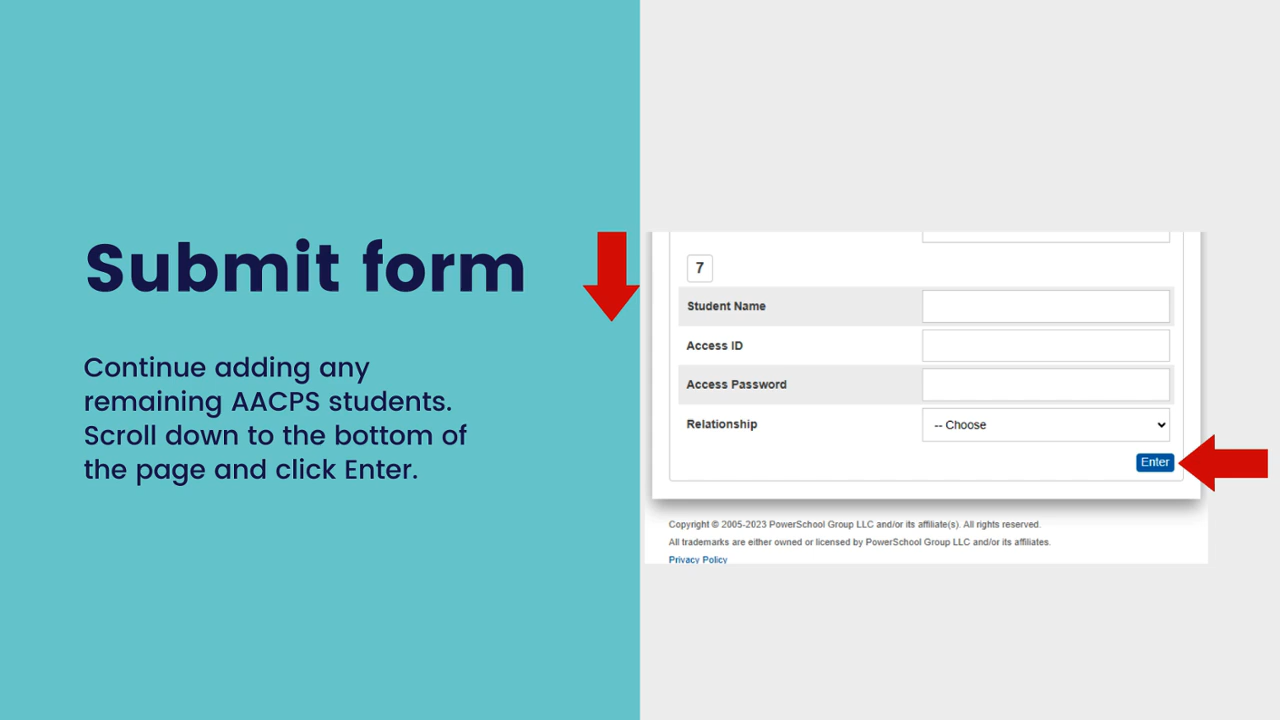 Submit form
Continue adding any
remaining AACPS students.
Scroll down to the bottom of
the page and click Enter.
7
Student Name
Access ID
Access Password
Relationship
-- Choose
Enter
Copyright © 2005-2023 PowerSchool Group LLC and/or its affiliate(s). All rights reserved.
All trademarks are either owned or licensed by PowerSchool Group LLC and/or its affiliates.
Privacy Policy